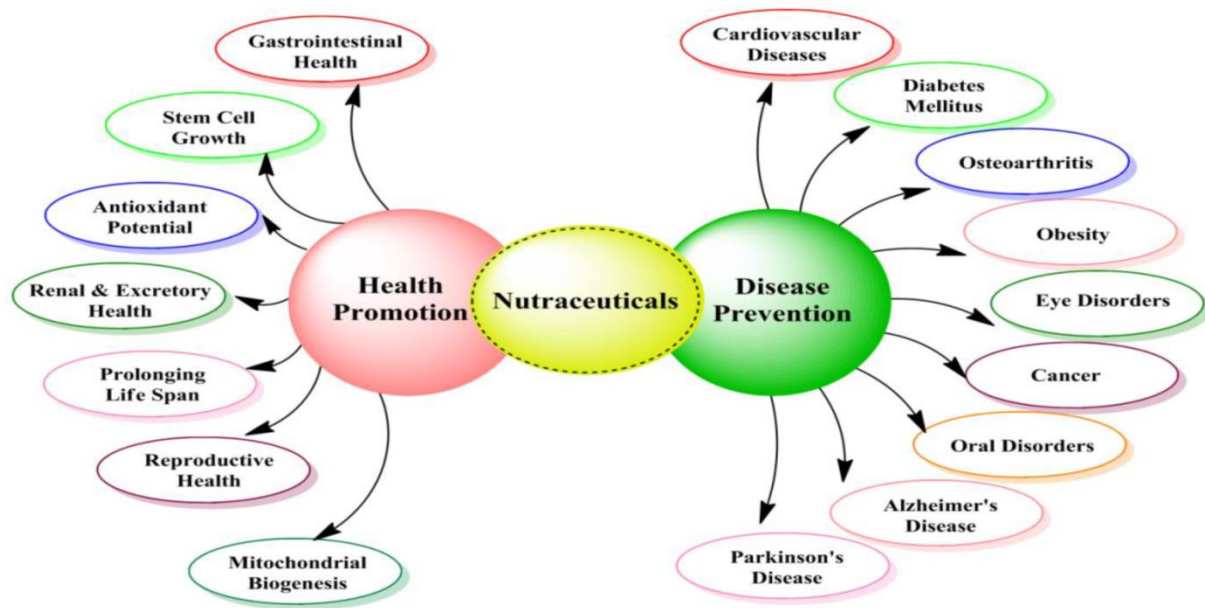 Gastrointestinal
Health
Stem Cell
Growth
Antioxidant
Potential
Renal & Excretory
Health
Prolonging
Life Span
Reproductive
Health
Mitochondrial
Biogenesis
Health
Promotion
Nutraceuticals
Disease
Prevention
Cardiovascular
Diseases
Diabetes
Mellitus
Osteoarthritis
Obesity
Eye Disorders
Cancer
Oral Disorders
Alzheimer's
Disease
Parkinson's
Disease